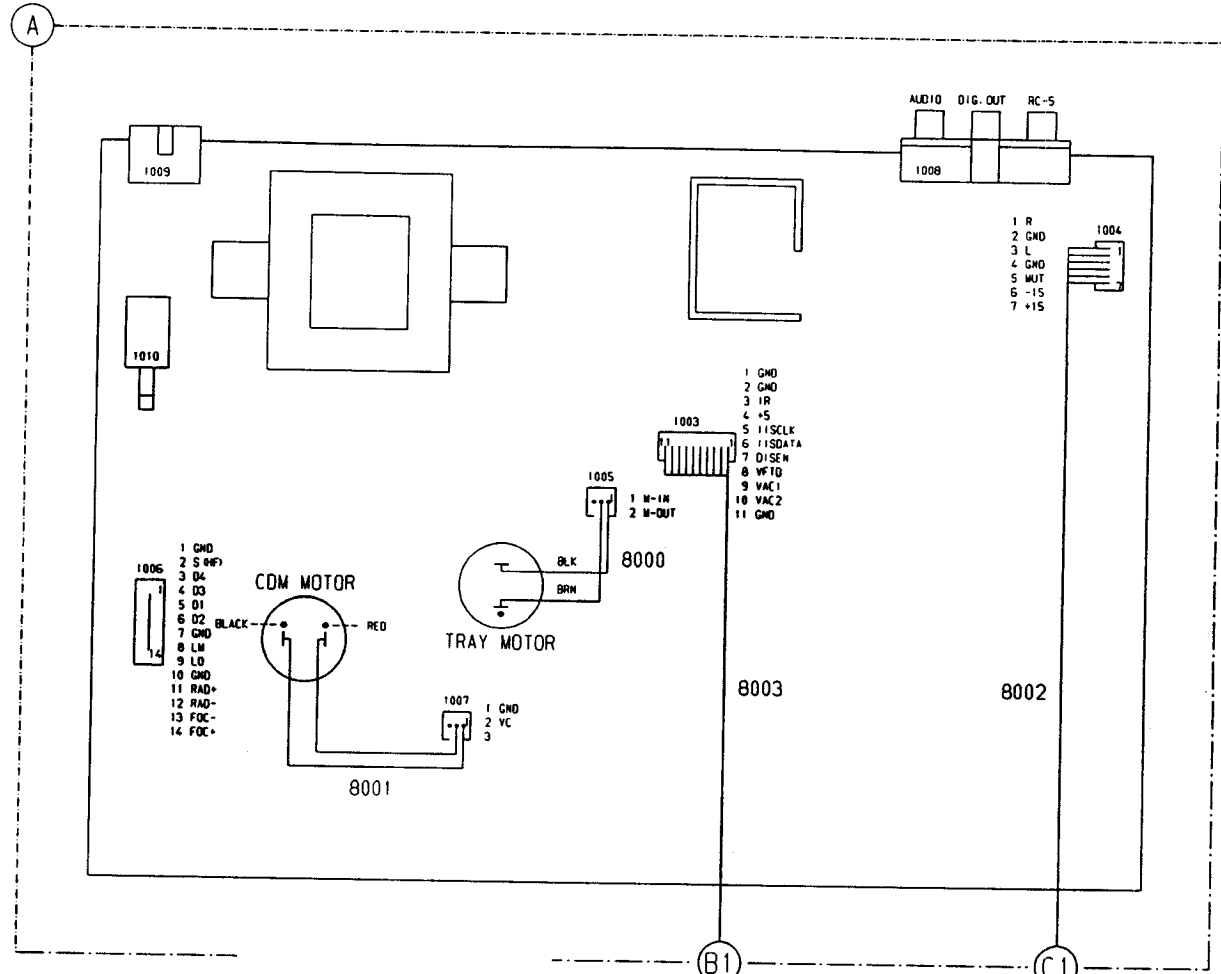 A
AUDIO DIG. OUT RC-5
1009
1008
1 R
2 GND
3 L
4 GND
5 MUT
6 -15
7 +15
1004
1
7
1010
1 GND
2 GND
3 IR
4 +5
5 IISCLK
6 IISDATA
7 DISEN
8 VFTD
9 VAC1
10 VAC2
11 GND
1003
11 1
1005
1
1 M-IN
2 M-OUT
8000
BLK
BRN
TRAY MOTOR
1006
1
14
1 GND
2 S (HF)
3 D4
4 D3
5 D1
6 D2
7 GND
8 LM
9 LO
10 GND
11 RAD+
12 RAD-
13 FOC-
14 FOC+
CDM MOTOR
BLACK
RED
1007
1
1 GND
2 VC
3
8001
8003
8002
B1
C1